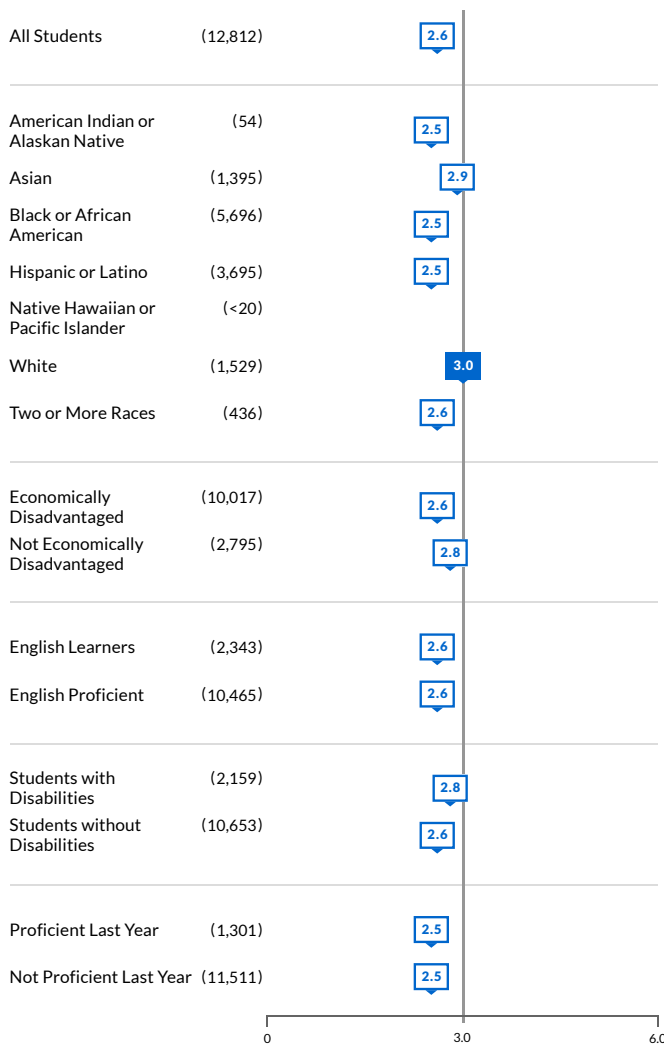 All Students (12,812) 2.6
American Indian or (54) 2.5
Alaskan Native
Asian (1,395) 2.9
Black or African (5,696) 2.5
American
Hispanic or Latino (3,695) 2.5
Native Hawaiian or (<20)
Pacific Islander
White (1,529) 3.0
Two or More Races (436) 2.6
Economically (10,017) 2.6
Disadvantaged
Not Economically (2,795) 2.8
Disadvantaged
English Learners (2,343) 2.6
English Proficient (10,465) 2.6
Students with (2,159) 2.8
Disabilities
Students without (10,653) 2.6
Disabilities
Proficient Last Year (1,301) 2.5
Not Proficient Last Year (11,511) 2.5
0 3.0 6.0